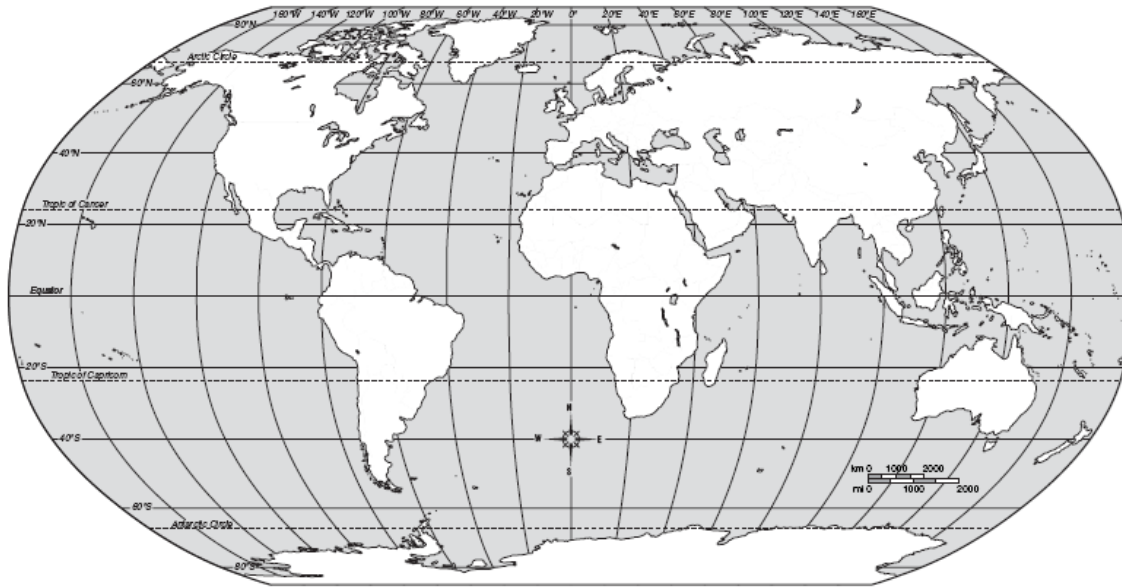 160°W 140°W 120°W 100°W 80°W 60°W 40°W 20°W 0° 20°E 40°E 60°E 80°E 100°E 120°E 140°E 160°E
80°N
Arctic Circle
60°N
40°N
Tropic of Cancer
20°N
Equator
20°S
Tropic of Capricorn
N
W E
40°S
S
km 0 1000 2000
mi 0 1000 2000
60°S
Antarctic Circle
80°S